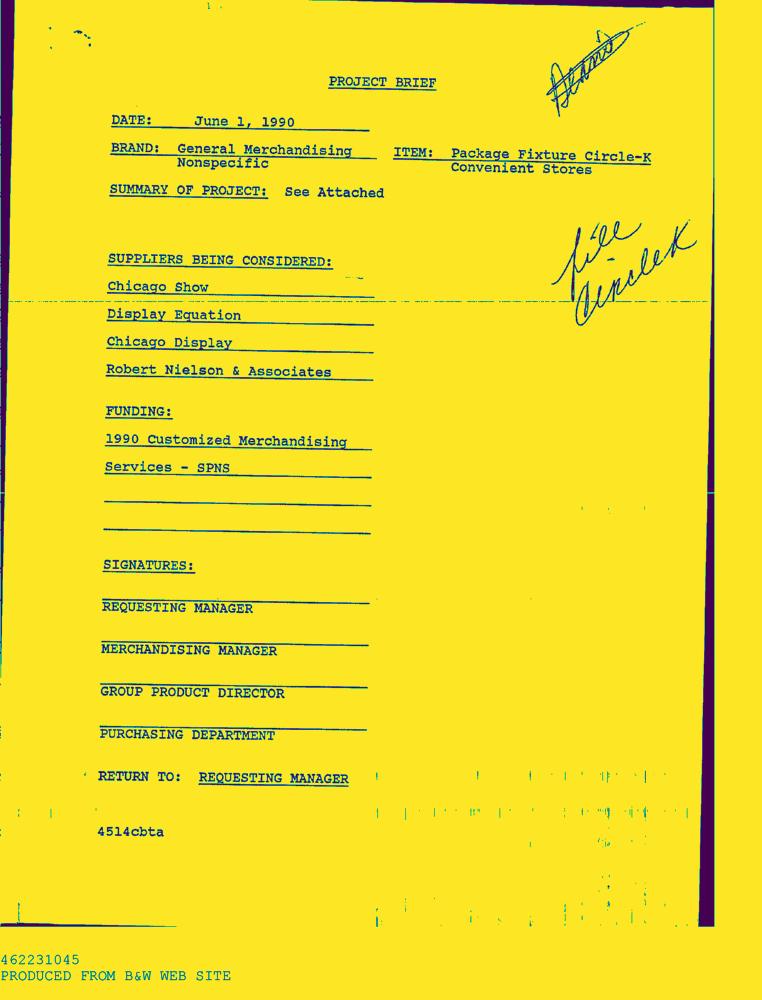 PROJECT BRIEF
DATE: June 1, 1990
BRAND: General Merchandising Nonspecific
ITEM: Package Fixture Circle-K Convenient Stores
SUMMARY OF PROJECT: See Attached
file
Circle K
SUPPLIERS BEING CONSIDERED:
Chicago Show
Display Equation
Chicago Display
Robert Nielson & Associates
FUNDING:
1990 Customized Merchandising
Services - SPNS
SIGNATURES:
REQUESTING MANAGER
MERCHANDISING MANAGER
GROUP PRODUCT DIRECTOR
PURCHASING DEPARTMENT
RETURN TO: REQUESTING MANAGER
4514cbta
462231045
PRODUCED FROM B&W WEB SITE